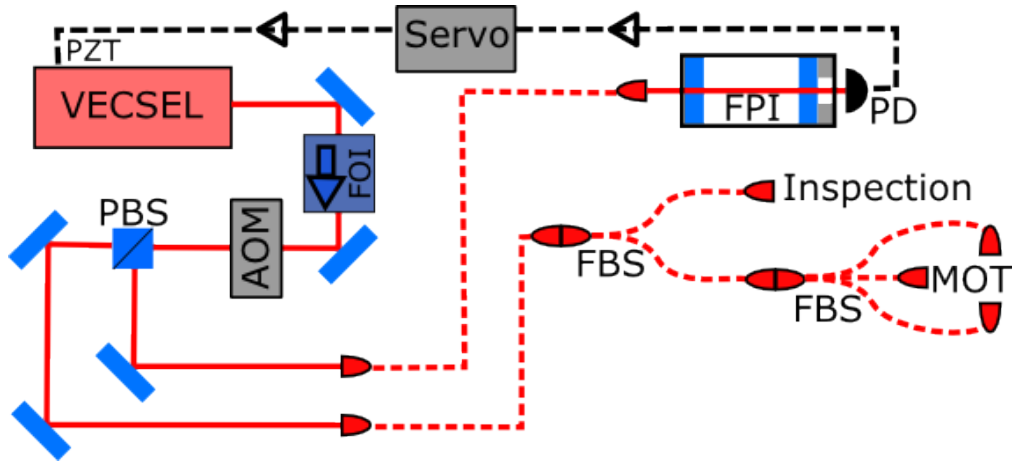 Servo
PZT
VECSEL
FPI
PD
FOI
PBS
AOM
Inspection
FBS
MOT
FBS